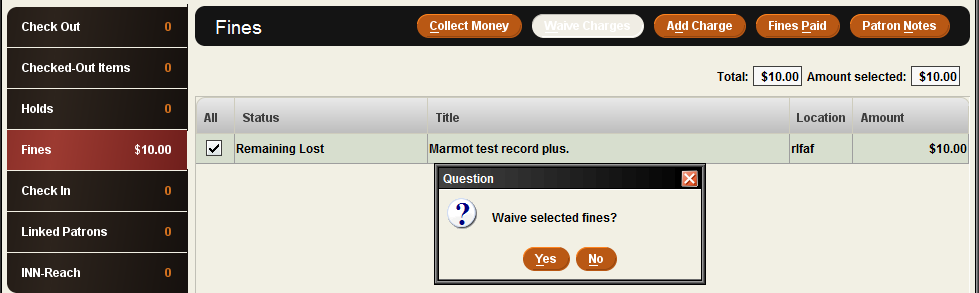 Check Out 0
Checked-Out Items 0
Holds 0
Fines $10.00
Check In 0
Linked Patrons 0
INN-Reach 0
Fines
Collect Money Waive Charges Add Charge Fines Paid Patron Notes
Total: $10.00 Amount selected: $10.00
All Status Title Location Amount
Remaining Lost Marmot test record plus. rlfaf $10.00
Question
? Waive selected fines?
Yes No